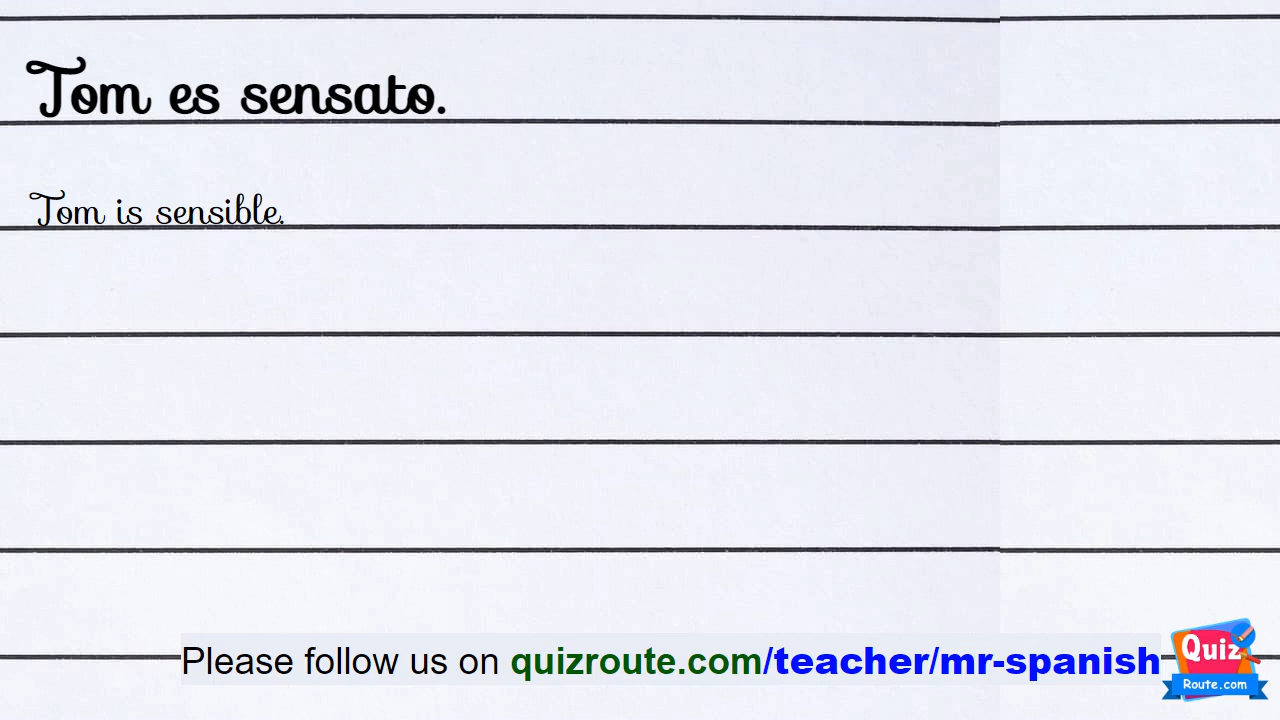 Tom es sensato.
Tom is sensible.
Please follow us on quizroute.com/teacher/mr-spanish
Quiz
Route.com